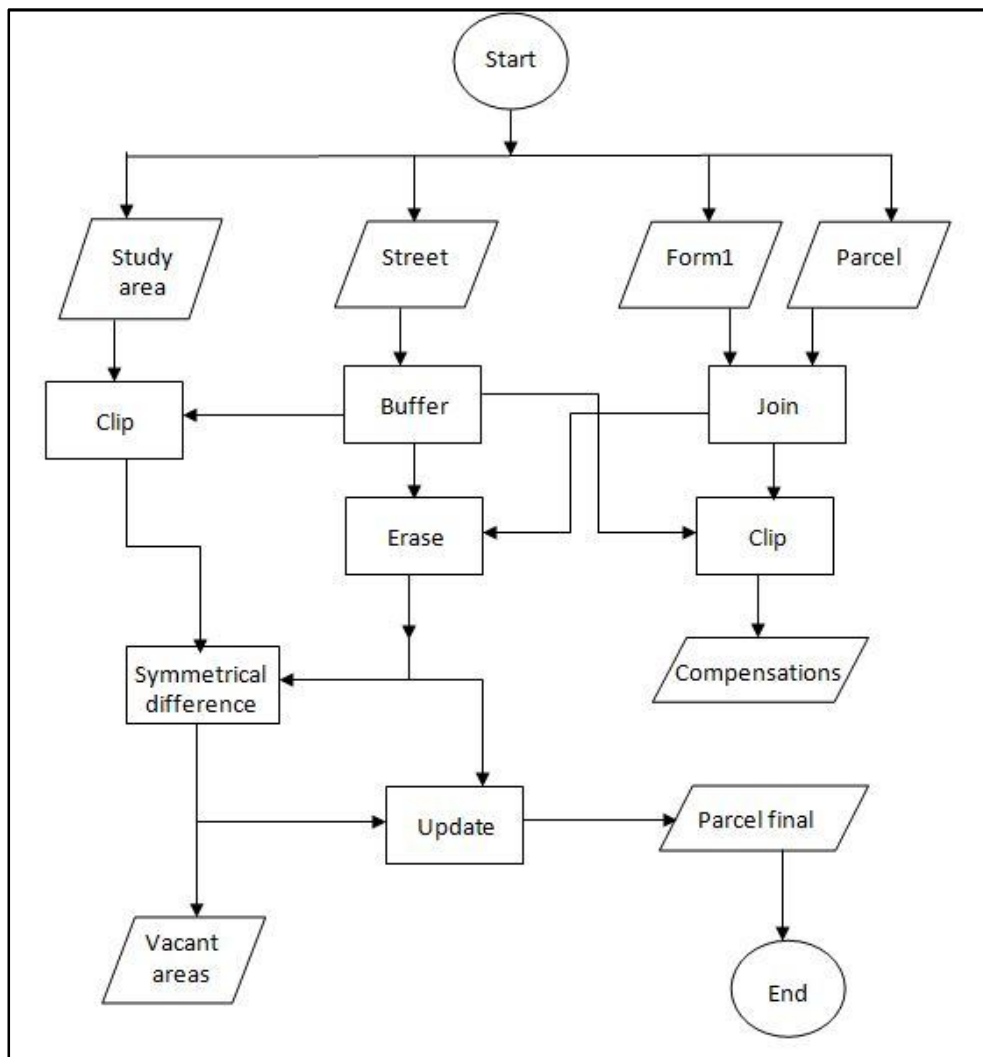 Start
Study
area
Street
Form1
Parcel
Clip
Buffer
Join
Erase
Clip
Symmetrical
difference
Compensations
Update
Parcel final
Vacant
areas
End